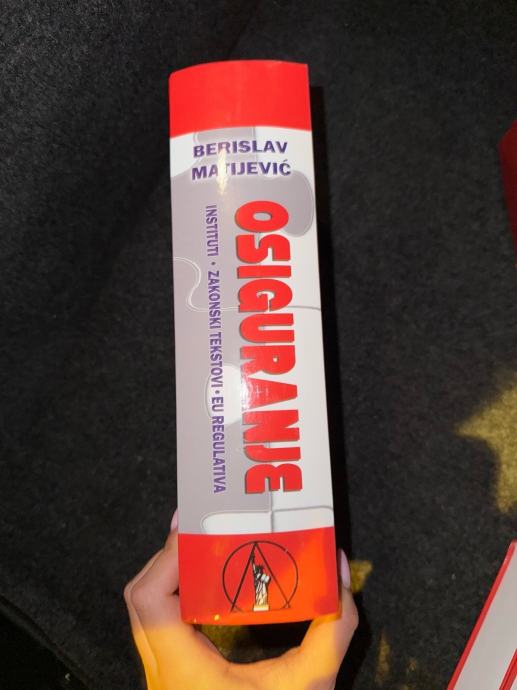 BERISLAV
MATIJEVIĆ
OSIGURANJE
INSTITUTI • ZAKONSKI TEKSTOVI • EU REGULATIVA